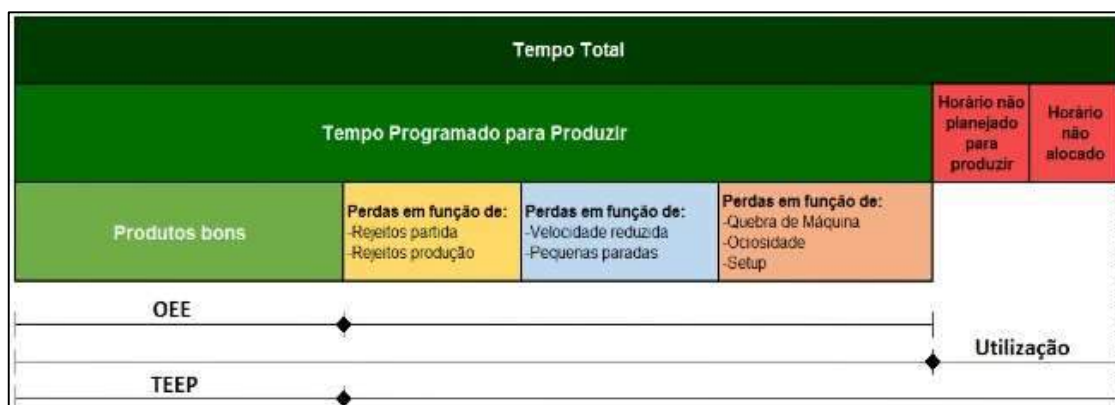 Tempo Total
Tempo Programado para Produzir
Horário não
planejado
para
produzir
Horário
não
alocado
Produtos bons
Perdas em função de:
-Rejeitos partida
-Rejeitos produção
Perdas em função de:
-Velocidade reduzida
-Pequenas paradas
Perdas em função de:
-Quebra de Máquina
-Ociosidade
-Setup
OEE
Utilização
TEEP